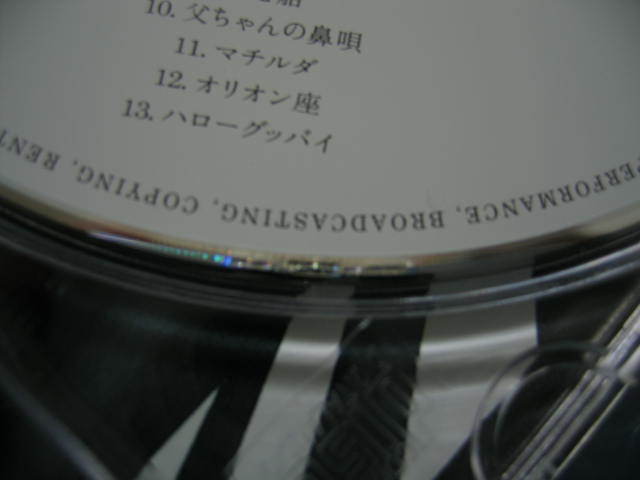 船
10. 父ちゃんの鼻唄
11. マチルダ
12. オリオン座
13. ハローグッバイ
PERFORMANCE, BROADCASTING, COPYING, RENT